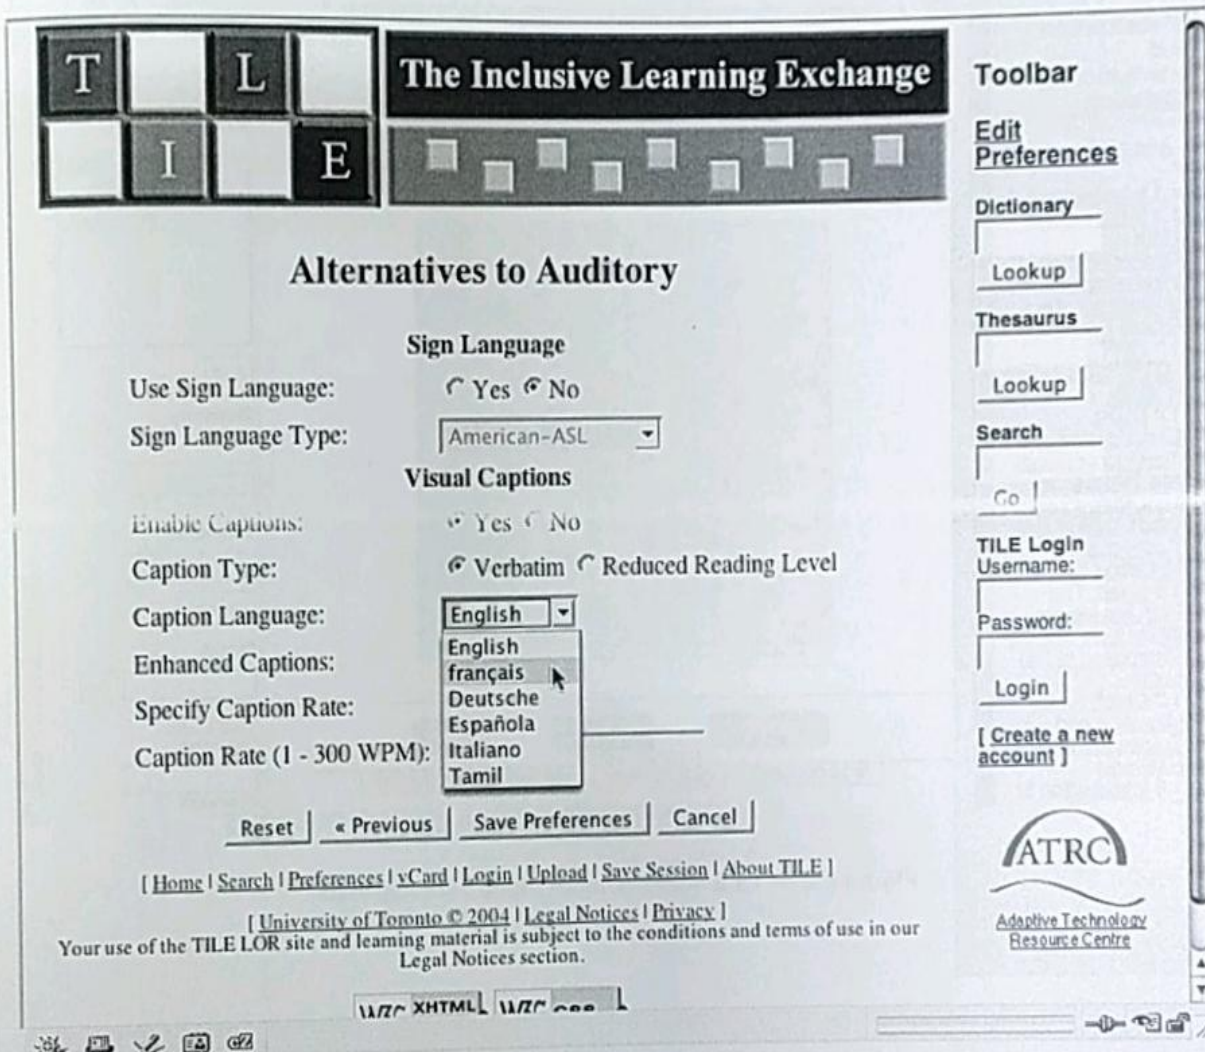 T L
I E
The Inclusive Learning Exchange
Alternatives to Auditory
Sign Language
Use Sign Language: Yes No
Sign Language Type: American-ASL
Visual Captions
Enable Captions: Yes No
Caption Type: Verbatim Reduced Reading Level
Caption Language: English
English
Enhanced Captions:
français
Deutsche
Specify Caption Rate:
Española
Caption Rate (1 - 300 WPM):
Italiano
Tamil
Reset « Previous Save Preferences Cancel
[ Home | Search | Preferences | vCard | Login | Upload | Save Session | About TILE ]
[ University of Toronto © 2004 | Legal Notices | Privacy ]
Your use of the TILE LOR site and learning material is subject to the conditions and terms of use in our
Legal Notices section.
XHTML
Toolbar
Edit
Preferences
Dictionary
Lookup
Thesaurus
Lookup
Search
Go
TILE Login
Username:
Password:
Login
[ Create a new
account ]
ATRC
Adaptive Technology
Resource Centre